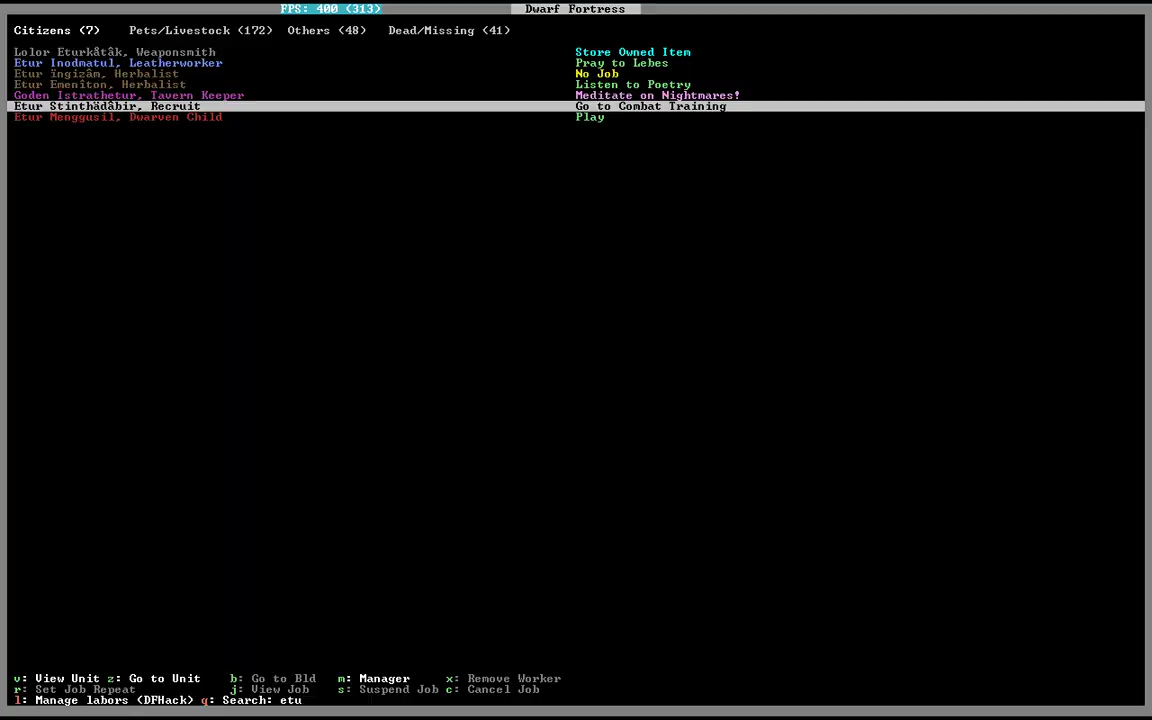 FPS: 400 (313) Dwarf Fortress
Citizens (7) Pets/Livestock (172) Others (48) Dead/Missing (41)
Lolor Eturkåtâk, Weaponsmith Store Owned Item
Etur Inodmatul, Leatherworker Pray to Lebes
Etur ïngizâm, Herbalist No Job
Etur Emenîton, Herbalist Listen to Poetry
Goden Istrathetur, Tavern Keeper Meditate on Nightmares!
Etur Stinthädâbir, Recruit Go to Combat Training
Etur Menggusil, Dwarven Child Play
v: View Unit z: Go to Unit b: Go to Bld m: Manager x: Remove Worker
r: Set Job Repeat j: View Job s: Suspend Job c: Cancel Job
l: Manage labors (DFHack) q: Search: etu